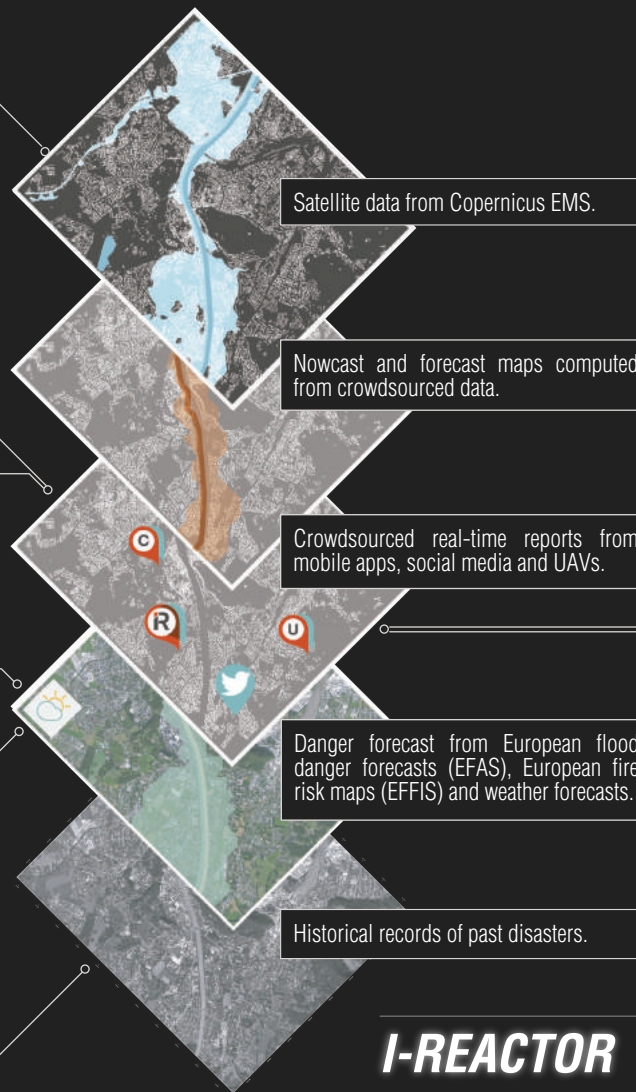 Satellite data from Copernicus EMS.
Nowcast and forecast maps computed
from crowdsourced data.
Crowdsourced real-time reports from
mobile apps, social media and UAVs.
C
iR
U
Danger forecast from European flood
danger forecasts (EFAS), European fire
risk maps (EFFIS) and weather forecasts.
Historical records of past disasters.
I-REACTOR